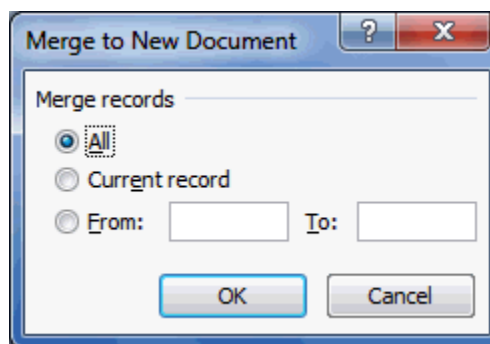 Merge to New Document ?
Merge records
All
Current record
From: To:
OK Cancel